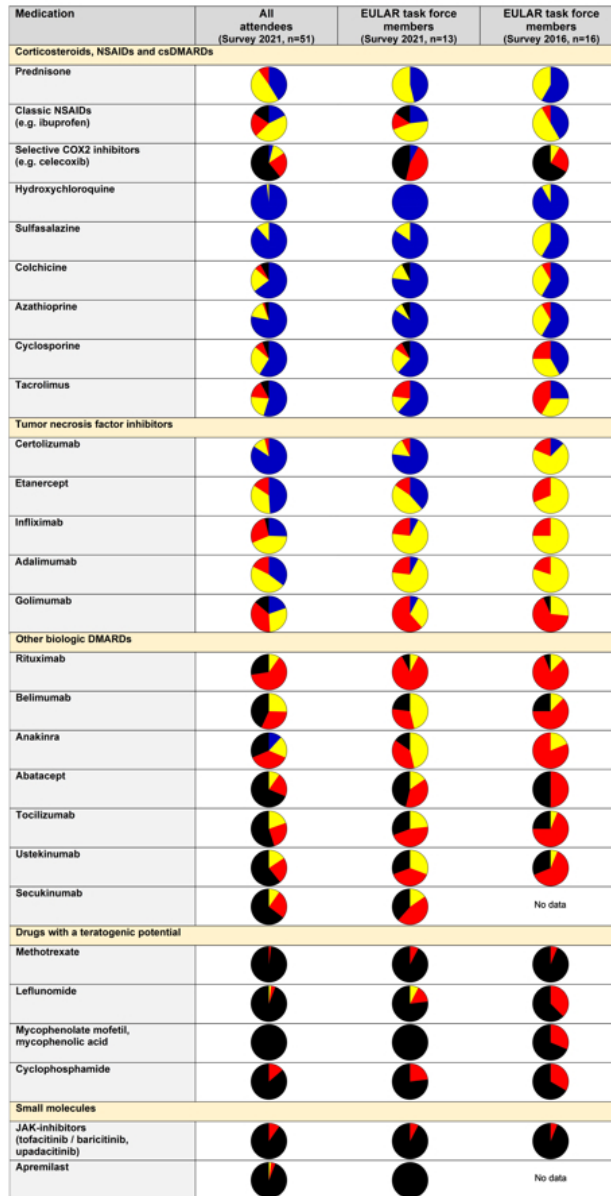 Medication
All
attendees
(Survey 2021, n=51)
EULAR task force
members
(Survey 2021, n=13)
EULAR task force
members
(Survey 2016, n=16)
Corticosteroids, NSAIDs and csDMARDs
Prednisone
Classic NSAIDs
(e.g. ibuprofen)
Selective COX2 inhibitors
(e.g. celecoxib)
Hydroxychloroquine
Sulfasalazine
Colchicine
Azathioprine
Cyclosporine
Tacrolimus
Tumor necrosis factor inhibitors
Certolizumab
Etanercept
Infliximab
Adalimumab
Golimumab
Other biologic DMARDs
Rituximab
Belimumab
Anakinra
Abatacept
Tocilizumab
Ustekinumab
Secukinumab
No data
Drugs with a teratogenic potential
Methotrexate
Leflunomide
Mycophenolate mofetil,
mycophenolic acid
Cyclophosphamide
Small molecules
JAK-inhibitors
(tofacitinib / baricitinib,
upadacitinib)
Apremilast
No data